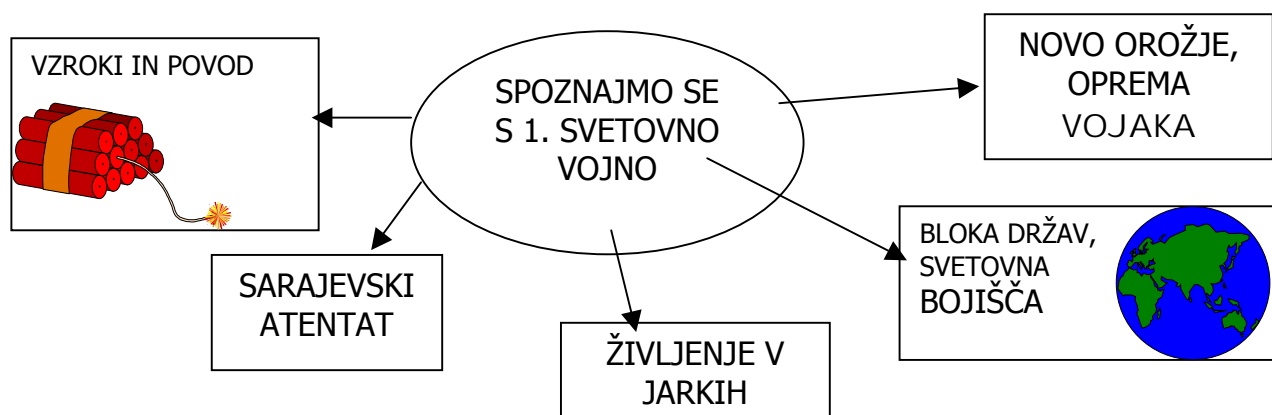 VZROKI IN POVOD
SPOZNAJMO SE
S 1. SVETOVNO
VOJNO
NOVO OROŽJE,
OPREMA
VOJAKA
SARAJEVSKI
ATENTAT
ŽIVLJENJE V
JARKIH
BLOKA DRŽAV,
SVETOVNA
BOJIŠČA